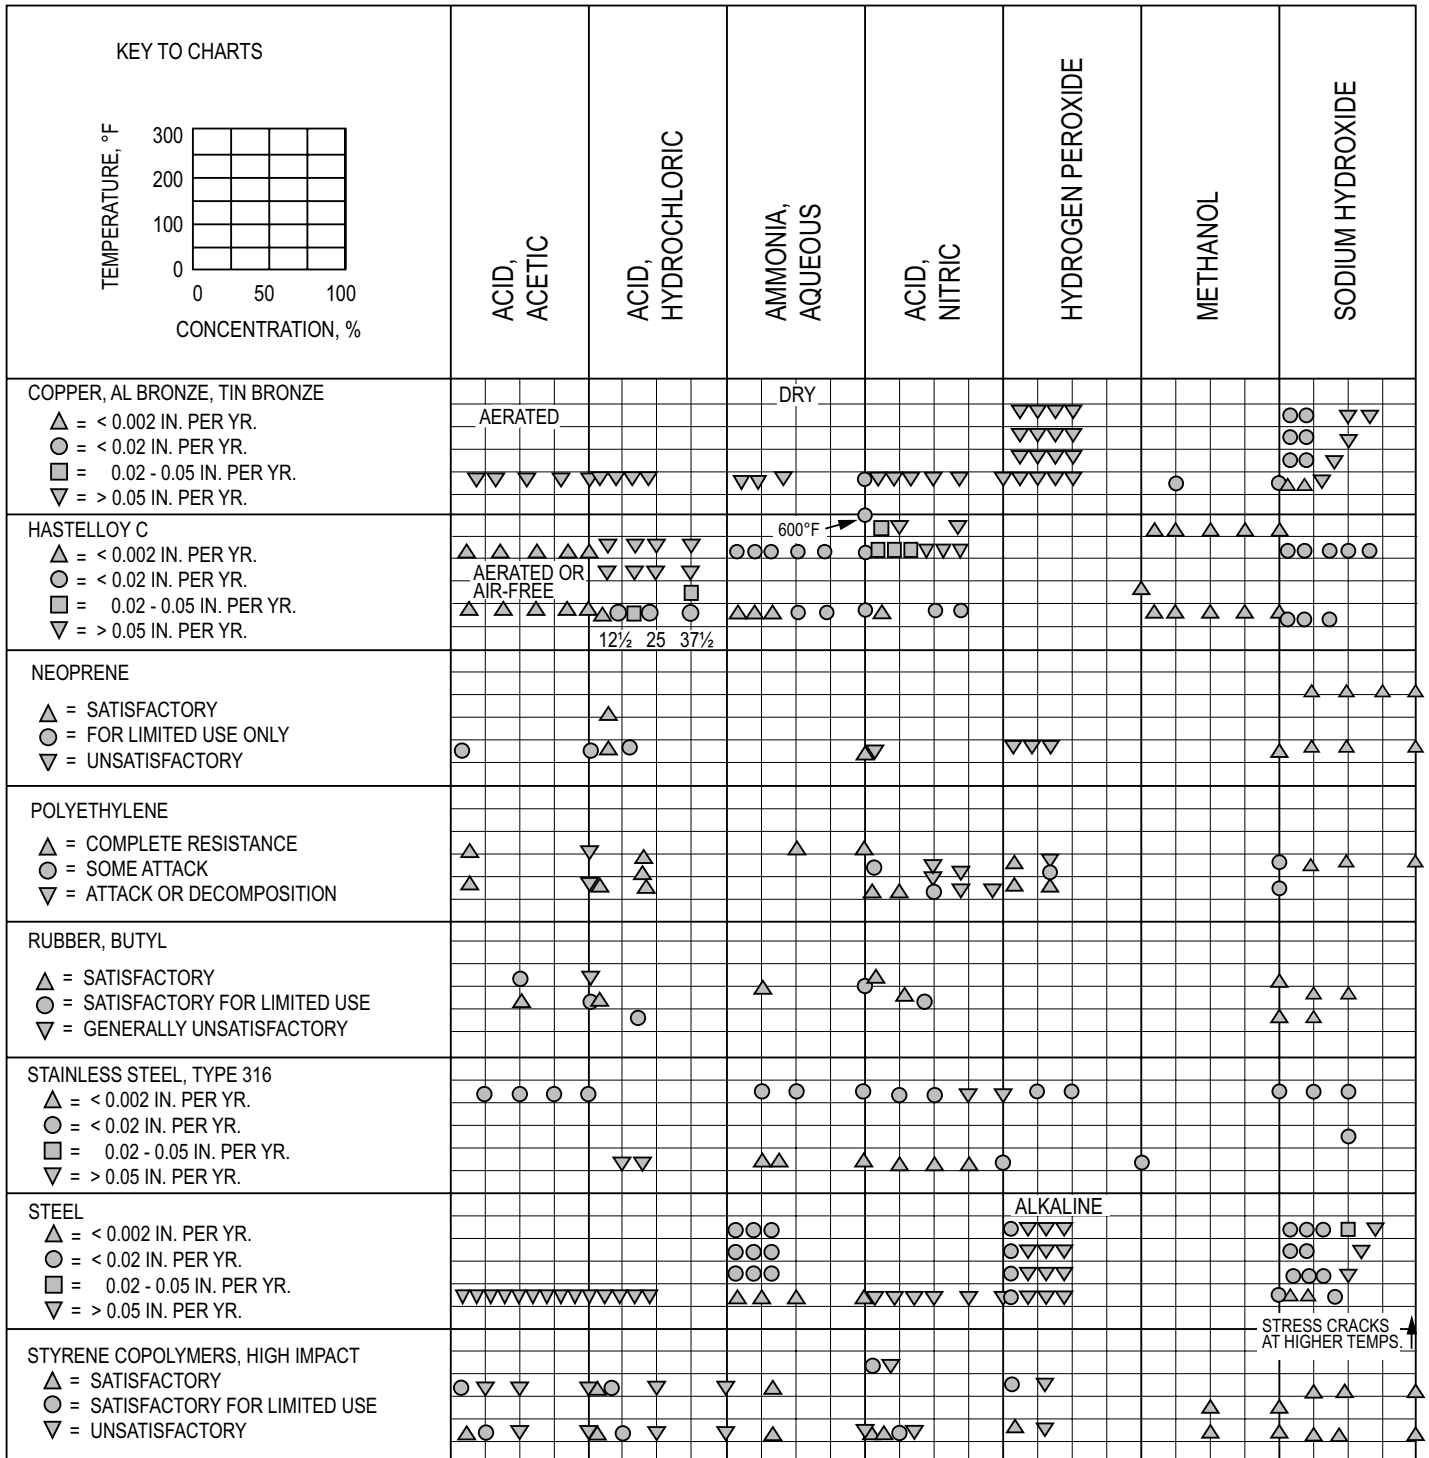 KEY TO CHARTS
TEMPERATURE, °F
300
200
100
0
0 50 100
CONCENTRATION, %
ACID,
ACETIC
ACID,
HYDROCHLORIC
AMMONIA,
AQUEOUS
ACID,
NITRIC
HYDROGEN PEROXIDE
METHANOL
SODIUM HYDROXIDE
COPPER, AL BRONZE, TIN BRONZE
= < 0.002 IN. PER YR.
= < 0.02 IN. PER YR.
= 0.02 - 0.05 IN. PER YR.
= > 0.05 IN. PER YR.
AERATED
DRY
HASTELLOY C
= < 0.002 IN. PER YR.
= < 0.02 IN. PER YR.
= 0.02 - 0.05 IN. PER YR.
= > 0.05 IN. PER YR.
600°F
AERATED OR
AIR-FREE
12½ 25 37½
NEOPRENE
= SATISFACTORY
= FOR LIMITED USE ONLY
= UNSATISFACTORY
POLYETHYLENE
= COMPLETE RESISTANCE
= SOME ATTACK
= ATTACK OR DECOMPOSITION
RUBBER, BUTYL
= SATISFACTORY
= SATISFACTORY FOR LIMITED USE
= GENERALLY UNSATISFACTORY
STAINLESS STEEL, TYPE 316
= < 0.002 IN. PER YR.
= < 0.02 IN. PER YR.
= 0.02 - 0.05 IN. PER YR.
= > 0.05 IN. PER YR.
STEEL
= < 0.002 IN. PER YR.
= < 0.02 IN. PER YR.
= 0.02 - 0.05 IN. PER YR.
= > 0.05 IN. PER YR.
ALKALINE
STRESS CRACKS
AT HIGHER TEMPS.
STYRENE COPOLYMERS, HIGH IMPACT
= SATISFACTORY
= SATISFACTORY FOR LIMITED USE
= UNSATISFACTORY